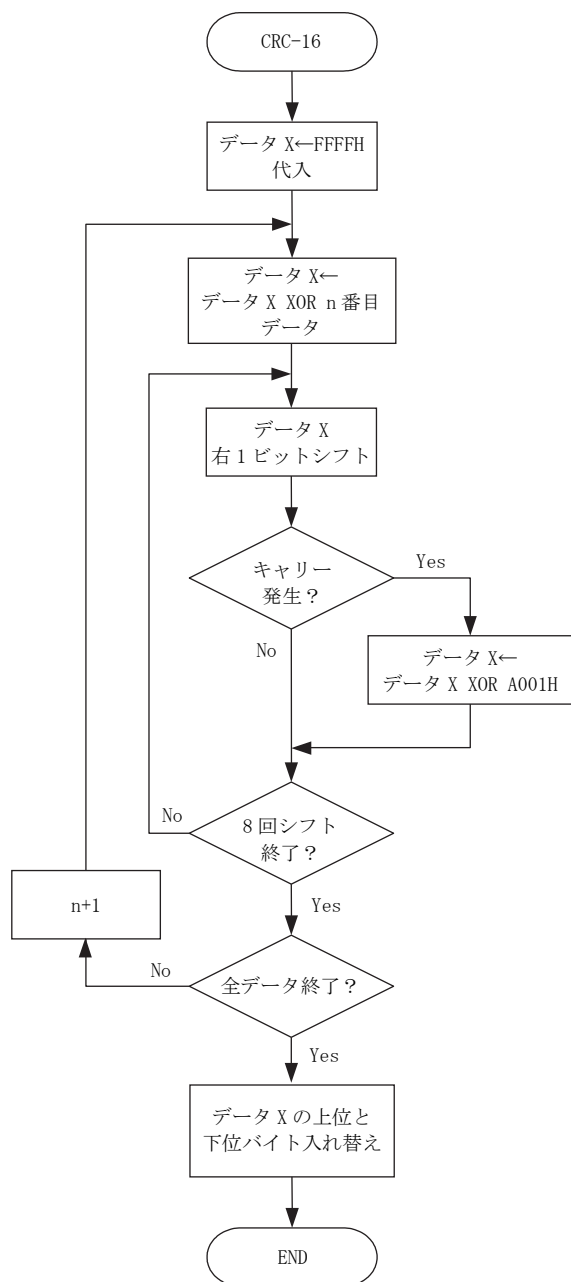 CRC-16
データ X←FFFFH
代入
データ X←
データ X XOR n 番目
データ
データ X
右 1 ビットシフト
キャリー
発生？
Yes
No
データ X←
データ X XOR A001H
8 回シフト
終了？
No
Yes
n+1
全データ終了？
No
Yes
データ X の上位と
下位バイト入れ替え
END